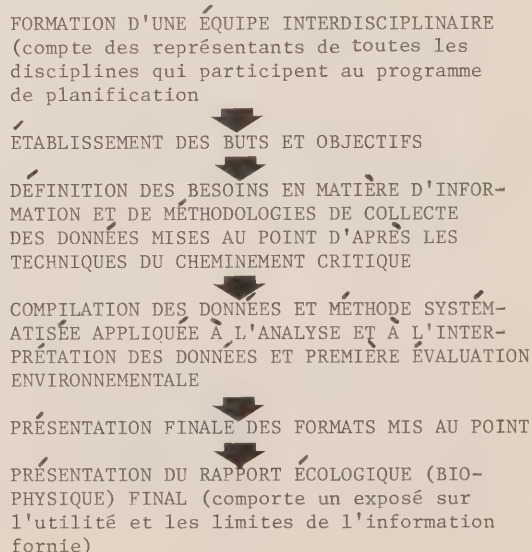 FORMATION D'UNE ÉQUIPE INTERDISCIPLINAIRE
(compte des représentants de toutes les
disciplines qui participent au programme
de planification
ÉTABLISSEMENT DES BUTS ET OBJECTIFS
DÉFINITION DES BESOINS EN MATIÈRE D'INFOR-
MATION ET DE MÉTHODOLOGIES DE COLLECTE
DES DONNÉES MISES AU POINT D'APRÈS LES
TECHNIQUES DU CHEMINEMENT CRITIQUE
COMPILATION DES DONNÉES ET MÉTHODE SYSTÉM-
ATISÉE APPLIQUÉE À L'ANALYSE ET À L'INTER-
PRÉTATION DES DONNÉES ET PREMIÈRE ÉVALUATION
ENVIRONNEMENTALE
PRÉSENTATION FINALE DES FORMATS MIS AU POINT
PRÉSENTATION DU RAPPORT ÉCOLOGIQUE (BIO-
PHYSIQUE) FINAL (comporte un exposé sur
l'utilité et les limites de l'information
fornie)